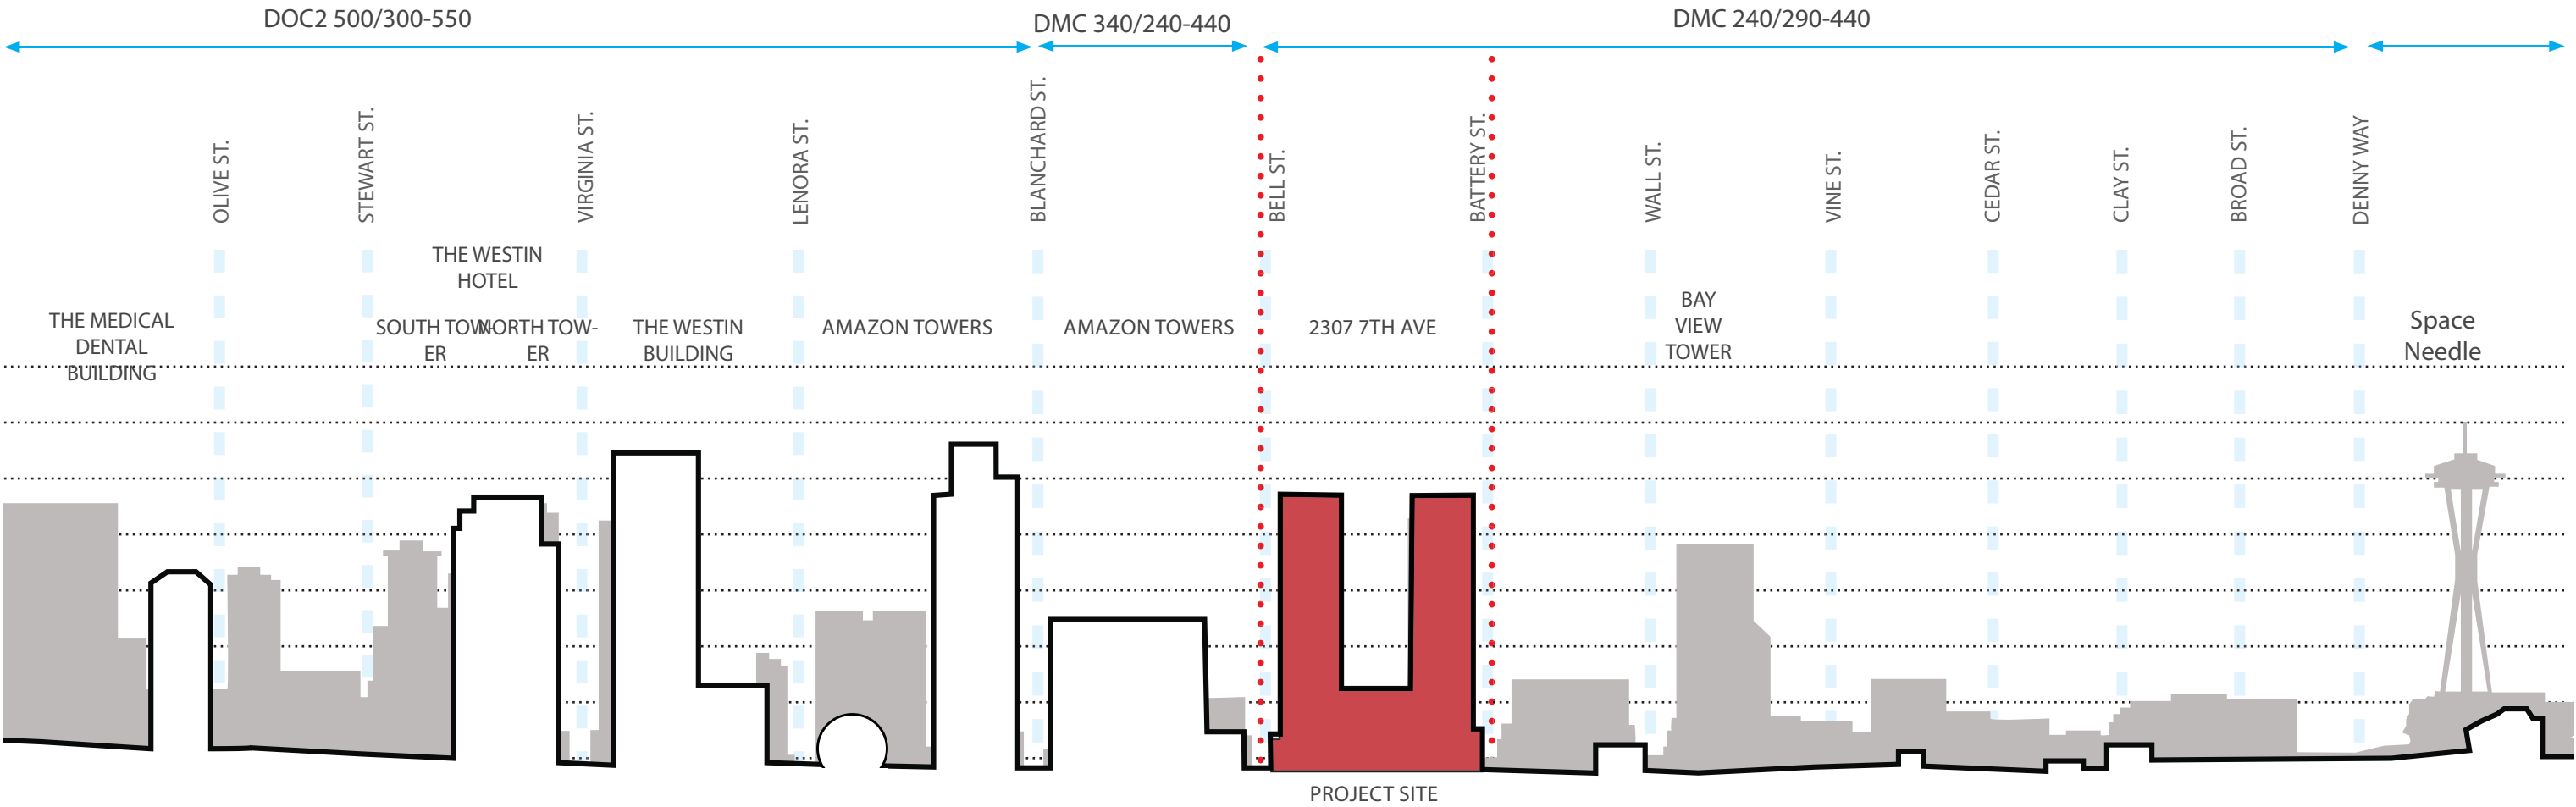 DOC2 500/300-550
DMC 340/240-440
DMC 240/290-440
OLIVE ST.
STEWART ST.
VIRGINIA ST.
LENORA ST.
BLANCHARD ST.
BELL ST.
BATTERY ST.
WALL ST.
VINE ST.
CEDAR ST.
CLAY ST.
BROAD ST.
DENNY WAY
THE MEDICAL
DENTAL
BUILDING
THE WESTIN
HOTEL
SOUTH TOW-
ER
NORTH TOW-
ER
THE WESTIN
BUILDING
AMAZON TOWERS
AMAZON TOWERS
2307 7TH AVE
BAY
VIEW
TOWER
Space
Needle
PROJECT SITE